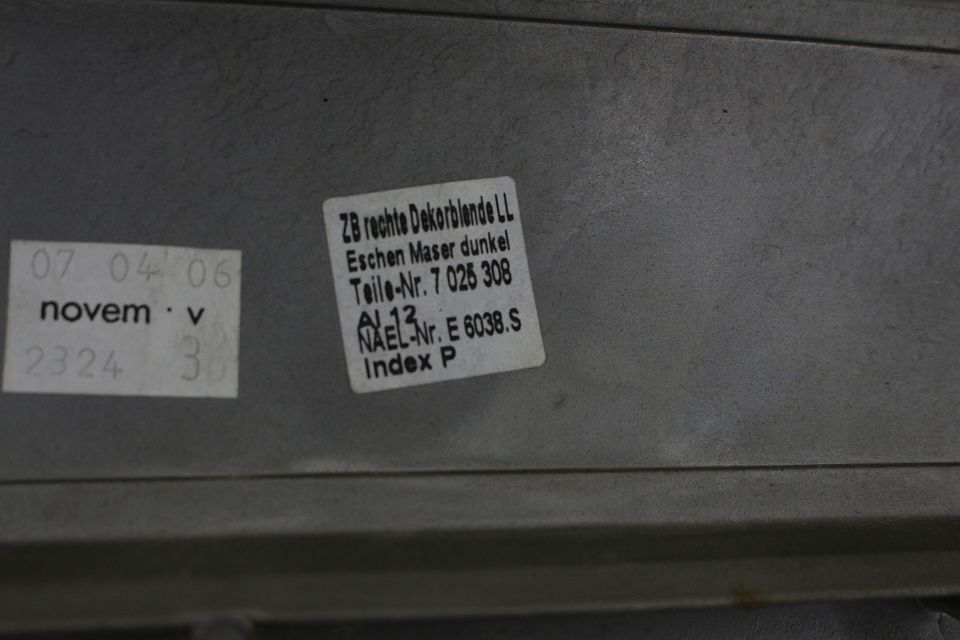 07 04 06
novem · v
2324 3
ZB rechte Dekorblende LL
Eschen Maser dunkel
Teile-Nr. 7 025 308
AI 12
NAEL-Nr. E 6038.S
Index P